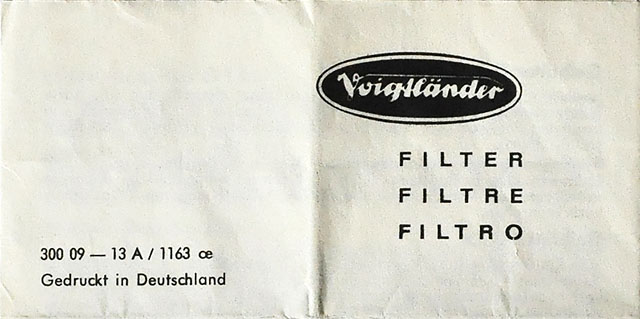 Voigtländer
FILTER
FILTRE
FILTRO
300 09 — 13 A / 1163 œ
Gedruckt in Deutschland